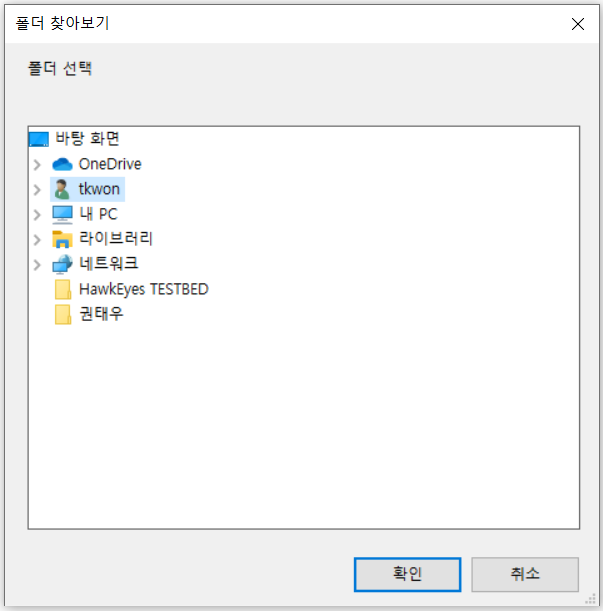 폴더 찾아보기
폴더 선택
바탕 화면
OneDrive
tkwon
내 PC
라이브러리
네트워크
HawkEyes TESTBED
권태우
확인 취소